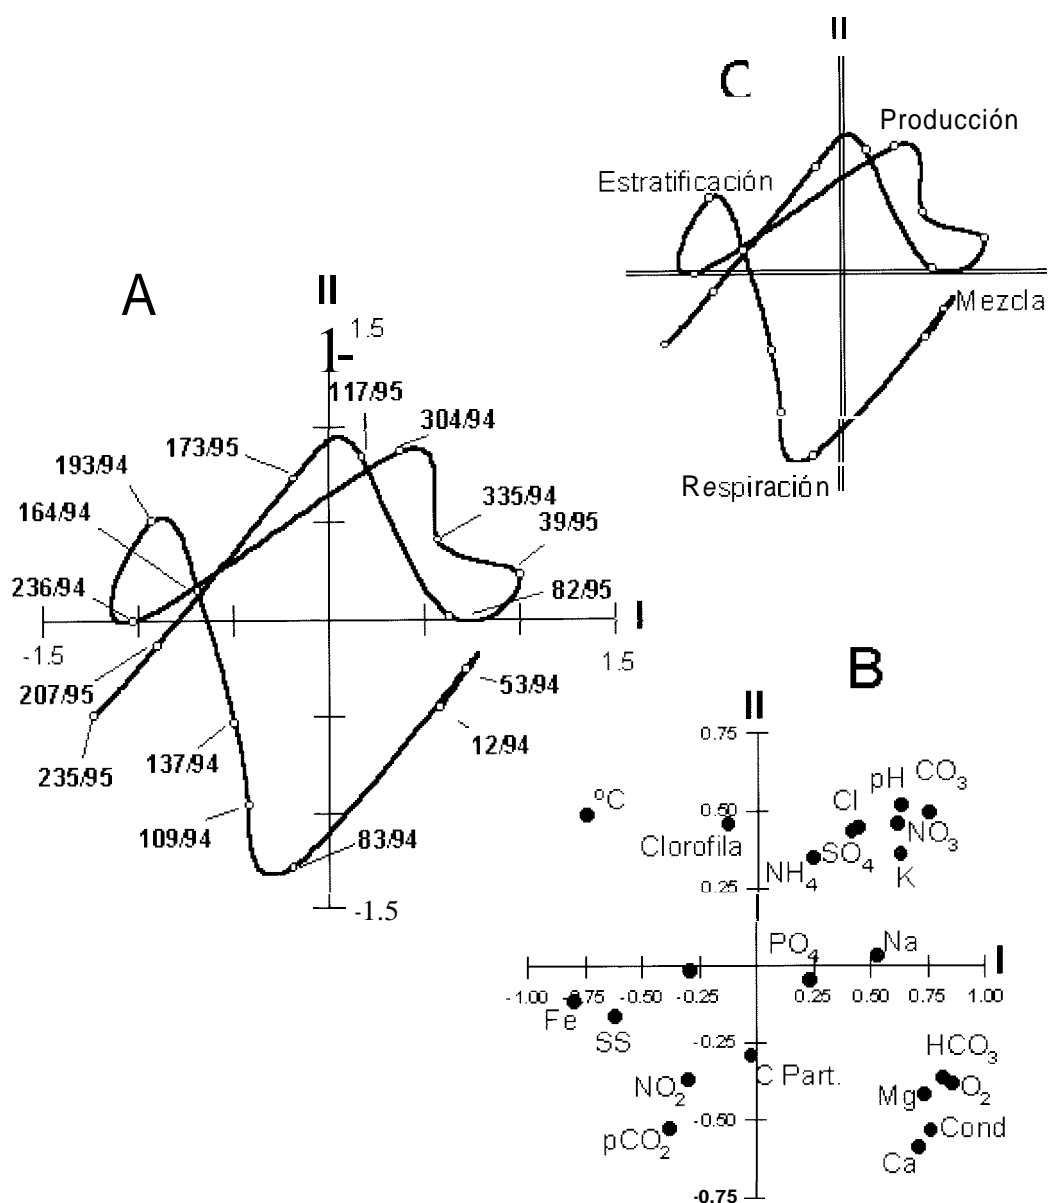 II
C
Producción
Estratificación
Mezcla
Respiración
A
II
1.5
117/95
304/94
173/95
193/94
335/94
164/94
39/95
236/94
82/95
I
-1.5
1.5
207/95
53/94
12/94
235/95
137/94
109/94
83/94
-1.5
B
II
0.75
pH CO3
ºC
Cl
0.50
Clorofila
NO3
SO4
NH4
K
0.25
PO4
Na
I
-1.00 -0.75 -0.50 -0.25 0.25 0.50 0.75 1.00
Fe
SS
-0.25
HCO3
C Part.
NO2
O2
Mg
-0.50
pCO2
Cond
Ca
-0.75